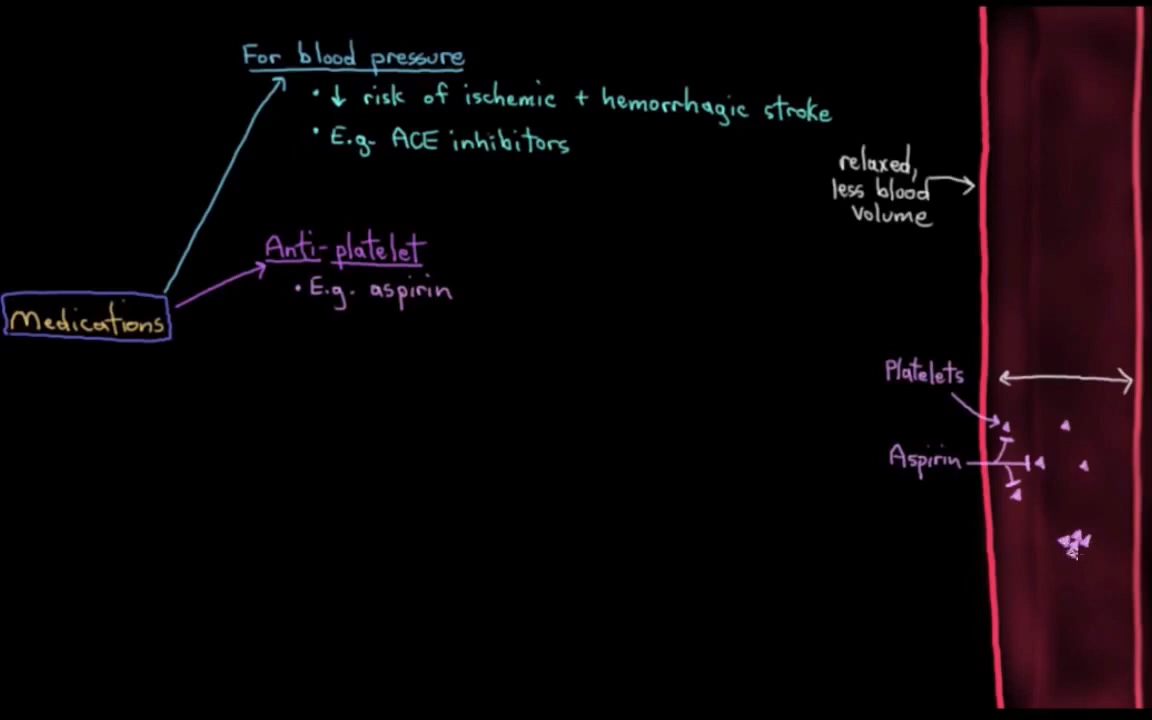 For blood pressure
• ↓ risk of ischemic + hemorrhagic stroke
• E.g. ACE inhibitors
relaxed,
less blood
volume
Anti-platelet
• E.g. aspirin
Medications
Platelets
Aspirin